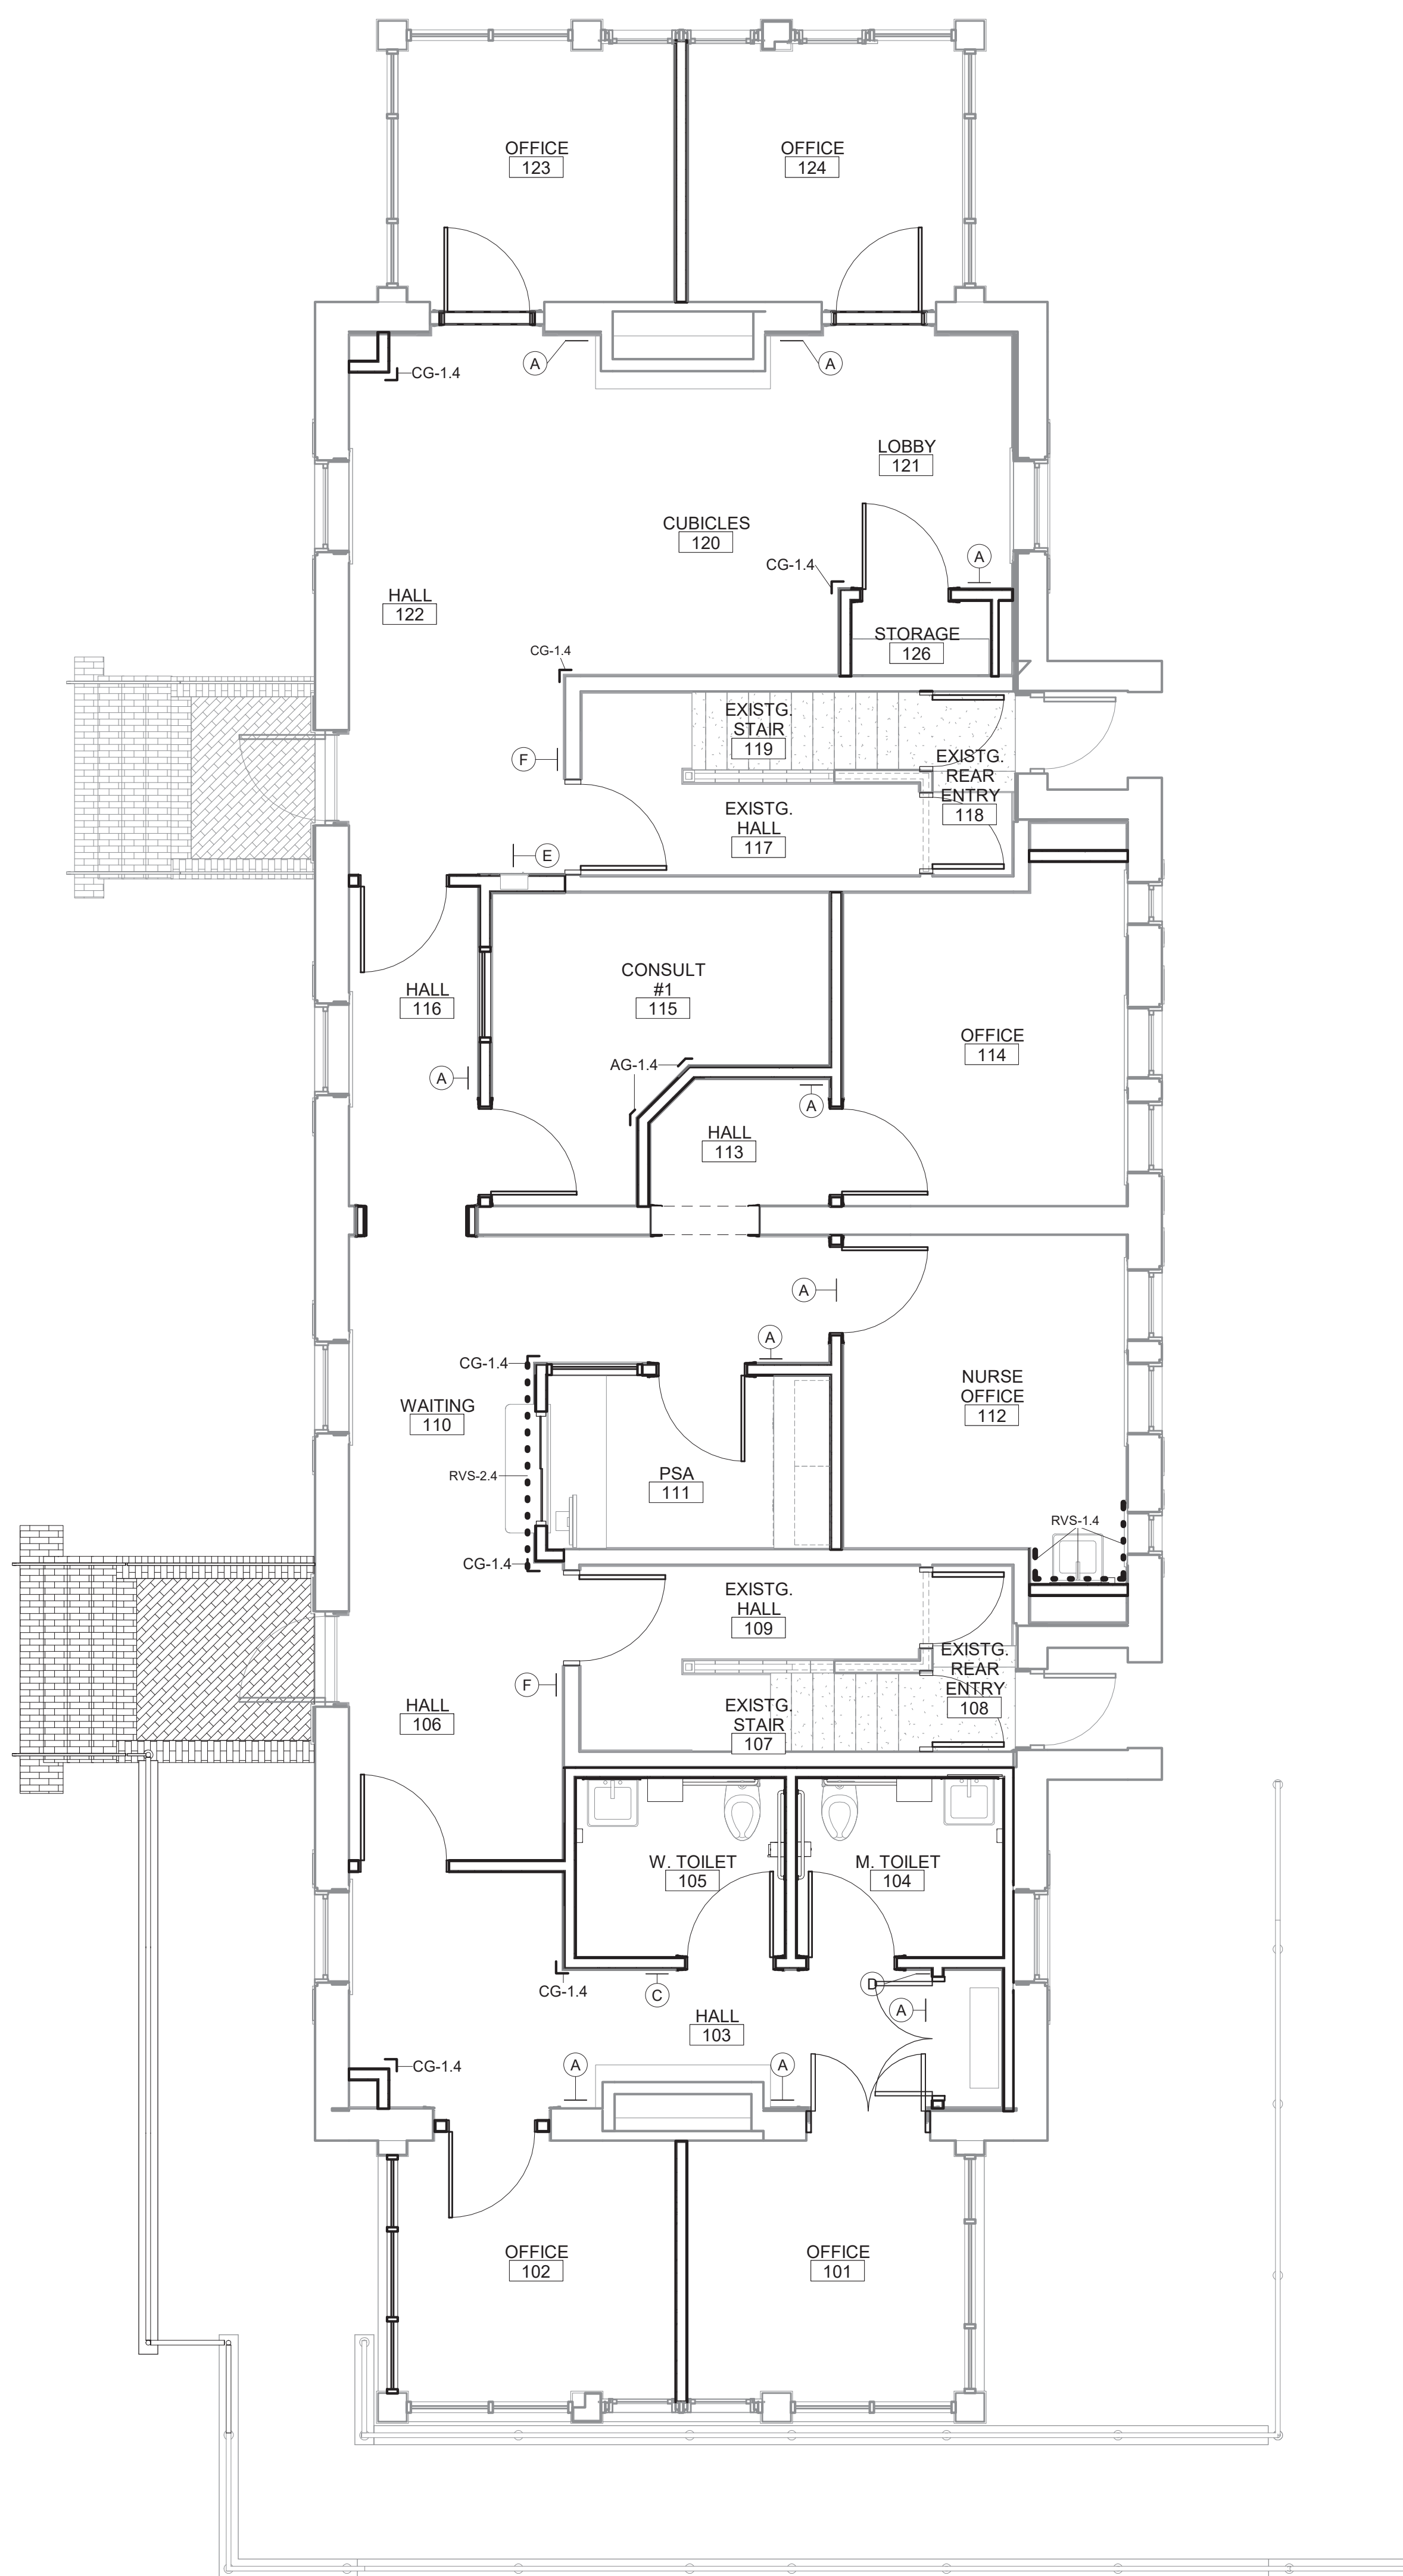 OFFICE
123
OFFICE
124
A
A
CG-1.4
LOBBY
121
CUBICLES
120
A
CG-1.4
HALL
122
STORAGE
126
CG-1.4
EXISTG.
STAIR
119
F
EXISTG.
REAR
ENTRY
118
EXISTG.
HALL
117
E
CONSULT
#1
115
HALL
116
OFFICE
114
AG-1.4
A
A
HALL
113
A
A
CG-1.4
NURSE
OFFICE
112
WAITING
110
RVS-2.4
PSA
111
RVS-1.4
CG-1.4
EXISTG.
HALL
109
EXISTG.
REAR
ENTRY
108
F
HALL
106
EXISTG.
STAIR
107
W. TOILET
105
M. TOILET
104
D
CG-1.4
C
A
HALL
103
CG-1.4
A
A
OFFICE
102
OFFICE
101